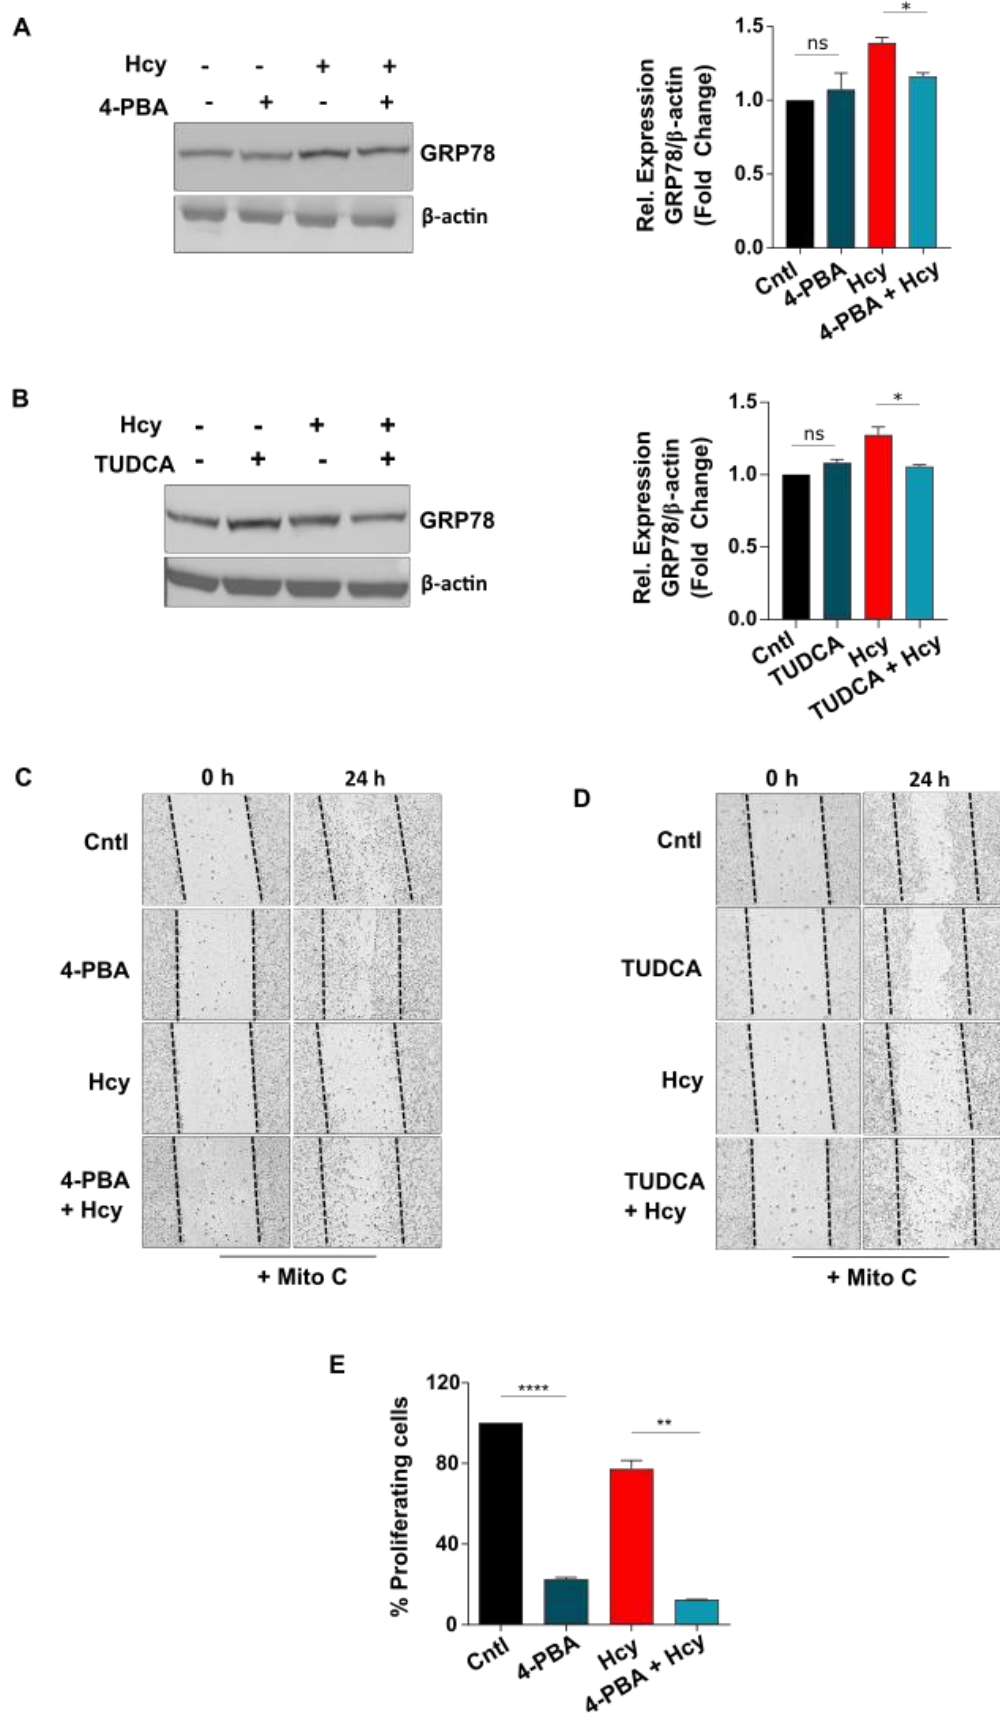 A
Hcy - - + +
4-PBA - + - +
GRP78
β-actin
Rel. Expression
GRP78/β-actin
(Fold Change)
1.5
1.0
0.5
0.0
ns
*
Cntl
4-PBA
Hcy
4-PBA + Hcy
B
Hcy - - + +
TUDCA - + - +
GRP78
β-actin
Rel. Expression
GRP78/β-actin
(Fold Change)
1.5
1.0
0.5
0.0
ns
*
Cntl
TUDCA
Hcy
TUDCA + Hcy
C
0 h 24 h
Cntl
4-PBA
Hcy
4-PBA
+ Hcy
+ Mito C
D
0 h 24 h
Cntl
TUDCA
Hcy
TUDCA
+ Hcy
+ Mito C
E
% Proliferating cells
120
80
40
0
****
**
Cntl
4-PBA
Hcy
4-PBA + Hcy